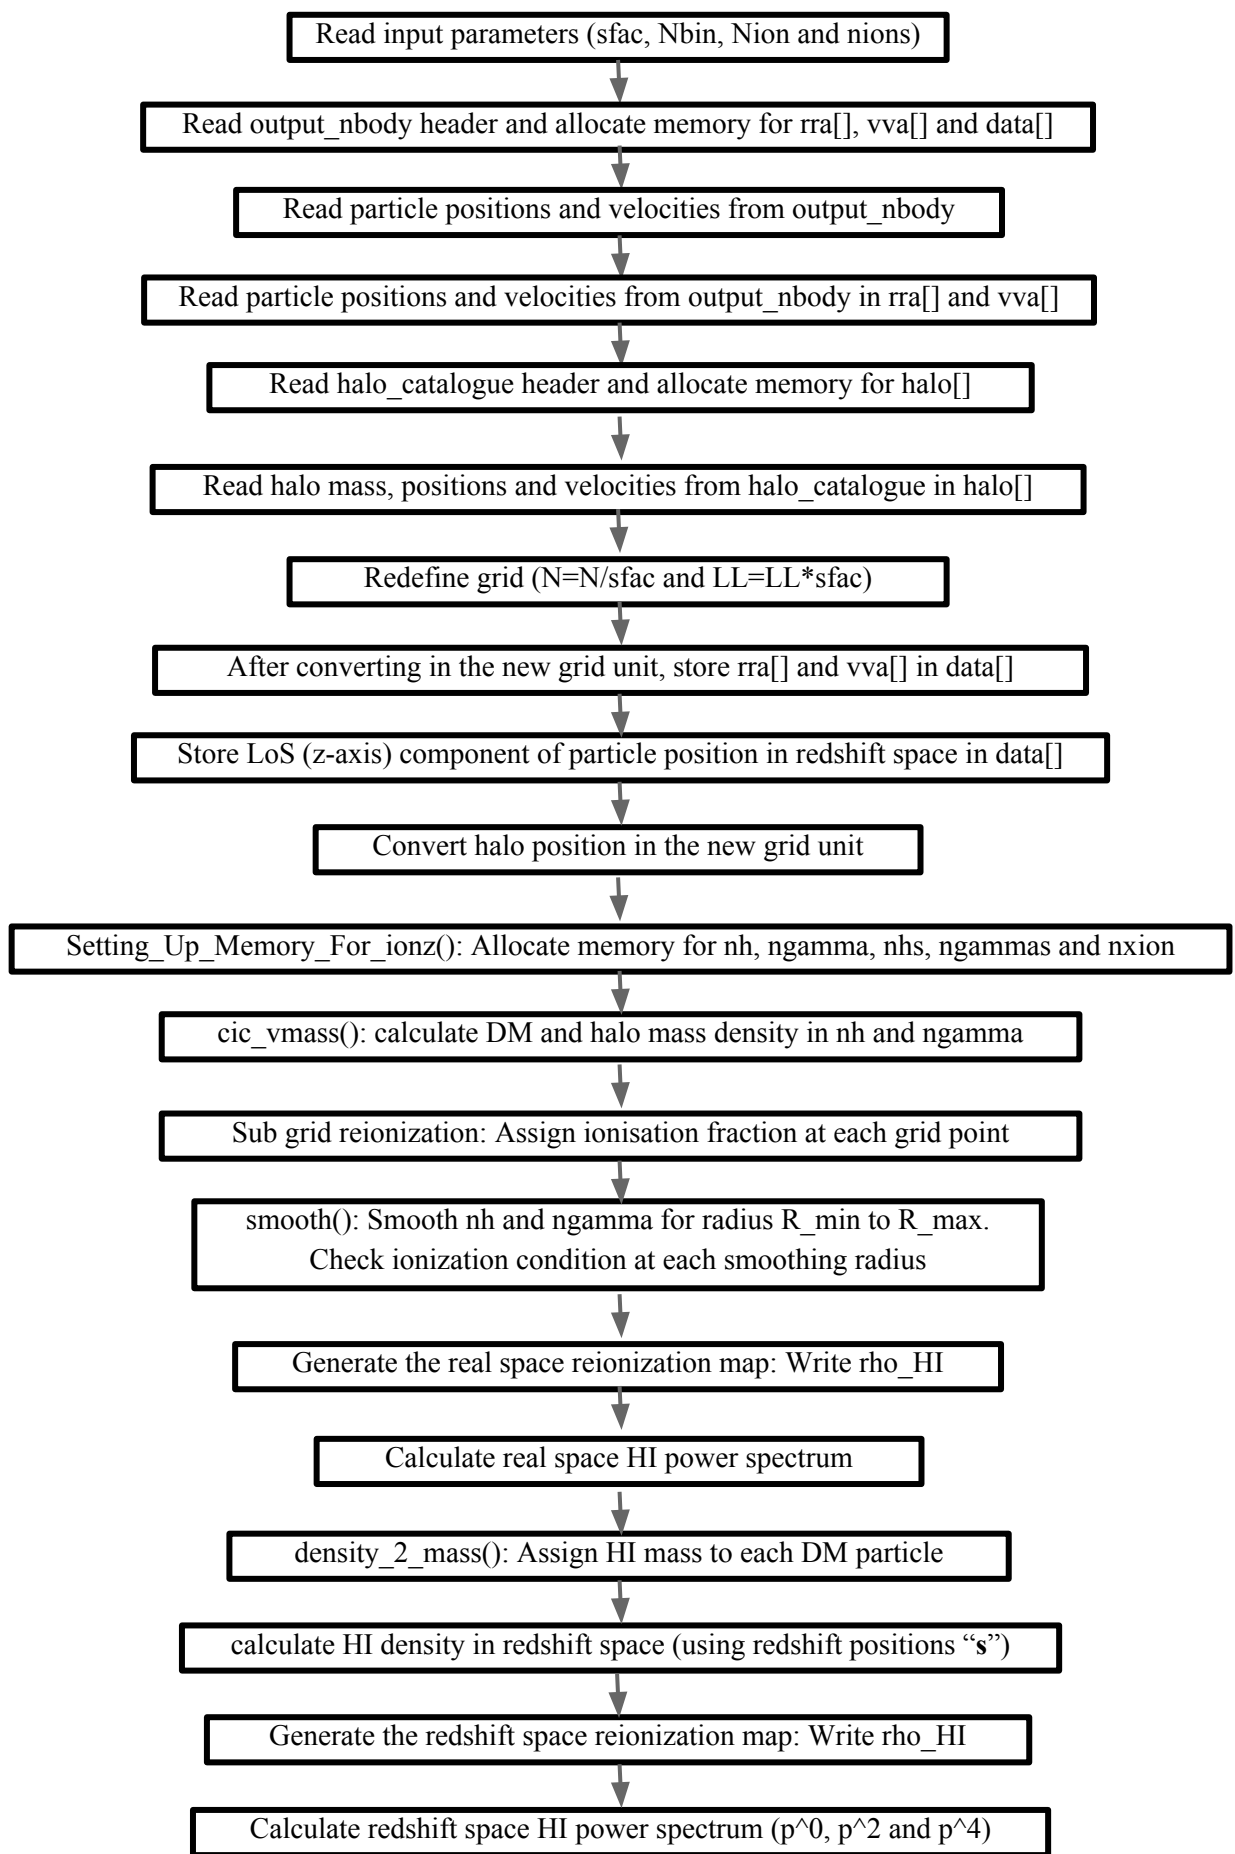 Read input parameters (sfac, Nbin, Nion and nions)
Read output_nbody header and allocate memory for rra[], vva[] and data[]
Read particle positions and velocities from output_nbody
Read particle positions and velocities from output_nbody in rra[] and vva[]
Read halo_catalogue header and allocate memory for halo[]
Read halo mass, positions and velocities from halo_catalogue in halo[]
Redefine grid (N=N/sfac and LL=LL*sfac)
After converting in the new grid unit, store rra[] and vva[] in data[]
Store LoS (z-axis) component of particle position in redshift space in data[]
Convert halo position in the new grid unit
Setting_Up_Memory_For_ionz(): Allocate memory for nh, ngamma, nhs, ngammas and nxion
cic_vmass(): calculate DM and halo mass density in nh and ngamma
Sub grid reionization: Assign ionisation fraction at each grid point
smooth(): Smooth nh and ngamma for radius R_min to R_max.
Check ionization condition at each smoothing radius
Generate the real space reionization map: Write rho_HI
Calculate real space HI power spectrum
density_2_mass(): Assign HI mass to each DM particle
calculate HI density in redshift space (using redshift positions “s”)
Generate the redshift space reionization map: Write rho_HI
Calculate redshift space HI power spectrum (p^0, p^2 and p^4)